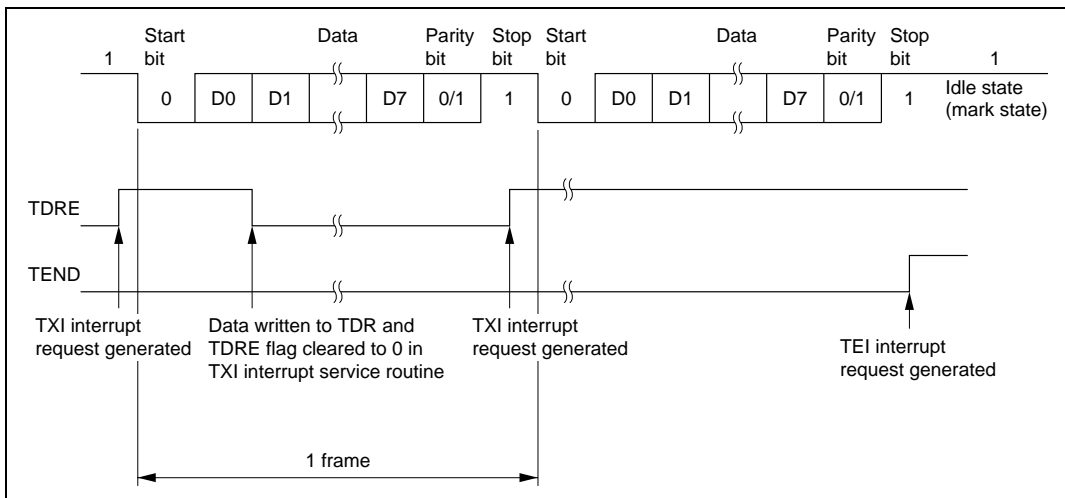 Start bit Data Parity bit Stop bit Start bit Data Parity bit Stop bit
1 1
0 D0 D1 D7 0/1 1 0 D0 D1 D7 0/1 1
Idle state
(mark state)
TDRE
TEND
TXI interrupt
request generated
Data written to TDR and
TDRE flag cleared to 0 in
TXI interrupt service routine
TXI interrupt
request generated
TEI interrupt
request generated
1 frame